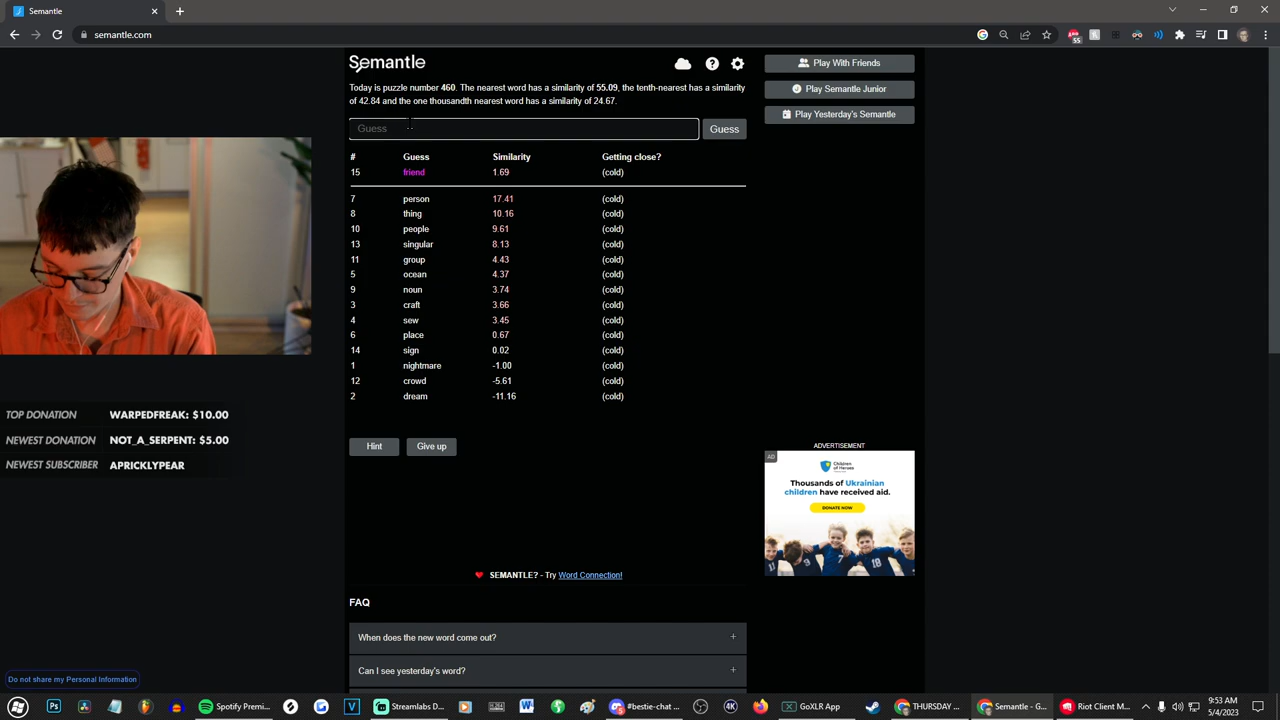 Semantle
semantle.com
55
Semantle
Play With Friends
Play Semantle Junior
Play Yesterday's Semantle
Today is puzzle number 460. The nearest word has a similarity of 55.09, the tenth-nearest has a similarity
of 42.84 and the one thousandth nearest word has a similarity of 24.67.
Guess
Guess
# Guess Similarity Getting close?
15 friend 1.69 (cold)
7 person 17.41 (cold)
8 thing 10.16 (cold)
10 people 9.61 (cold)
13 singular 8.13 (cold)
11 group 4.43 (cold)
5 ocean 4.37 (cold)
9 noun 3.74 (cold)
3 craft 3.66 (cold)
4 sew 3.45 (cold)
6 place 0.67 (cold)
14 sign 0.02 (cold)
1 nightmare -1.00 (cold)
12 crowd -5.61 (cold)
2 dream -11.16 (cold)
Hint
Give up
TOP DONATION WARPEDFREAK: $10.00
NEWEST DONATION NOT_A_SERPENT: $5.00
NEWEST SUBSCRIBER APRICKLYPEAR
ADVERTISEMENT
AD
Children
of Heroes
Thousands of Ukrainian
children have received aid.
DONATE NOW
SEMANTLE? - Try Word Connection!
FAQ
When does the new word come out? +
Can I see yesterday's word? +
Do not share my Personal Information
Spotify Premi...
Streamlabs D...
#bestie-chat ...
GoXLR App
THURSDAY ...
Semantle - G...
Riot Client M...
9:53 AM
5/4/2023